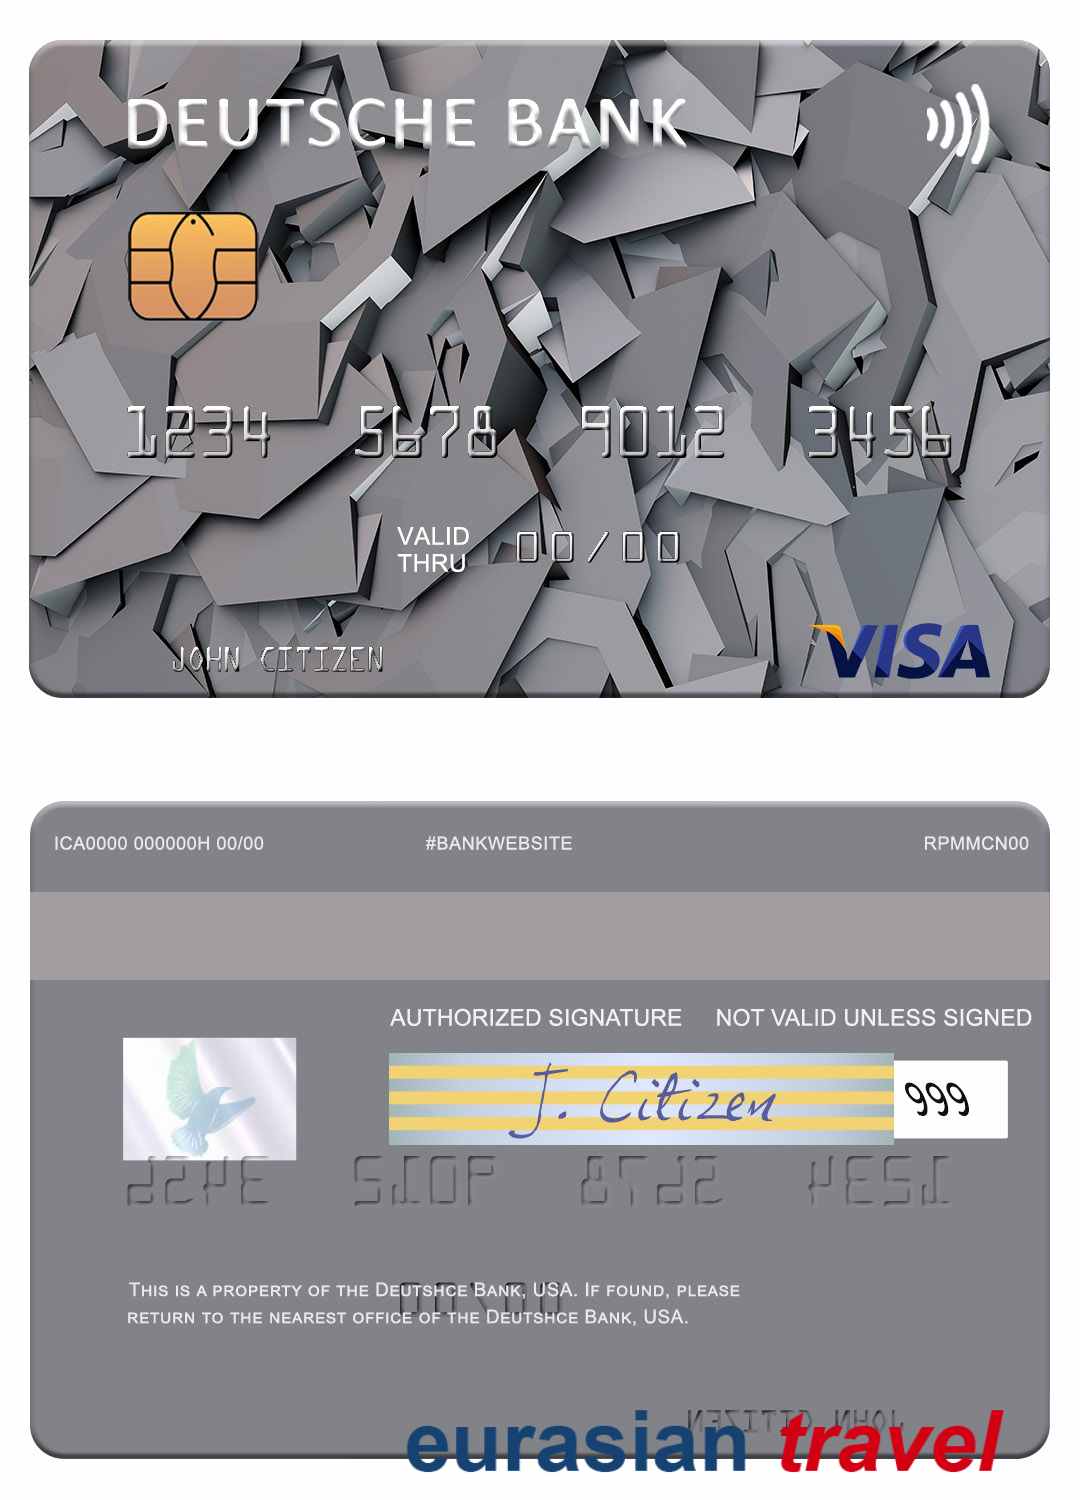 DEUTSCHE BANK
1234 5678 9012 3456
VALID THRU 00/00
JOHN CITIZEN
VISA
ICA0000 000000H 00/00 #BANKWEBSITE RPMMCN00
AUTHORIZED SIGNATURE NOT VALID UNLESS SIGNED
J. Citizen 999
THIS IS A PROPERTY OF THE DEUTSHCE BANK, USA. IF FOUND, PLEASE
RETURN TO THE NEAREST OFFICE OF THE DEUTSHCE BANK, USA.
eurasian travel